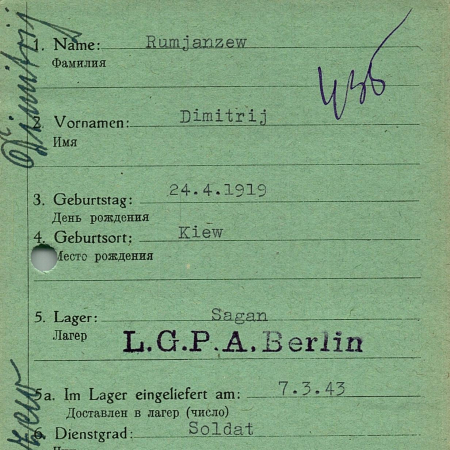 Dimitrij
1. Name: Rumjanzew
Фамилия
435
2. Vornamen: Dimitrij
Имя
3. Geburtstag: 24.4.1919
День рождения
4. Geburtsort: Kiew
Место рождения
5. Lager: Sagan
Лагер
L.G.P.A. Berlin
5a. Im Lager eingeliefert am: 7.3.43
Доставлен в лагер (число)
6. Dienstgrad: Soldat